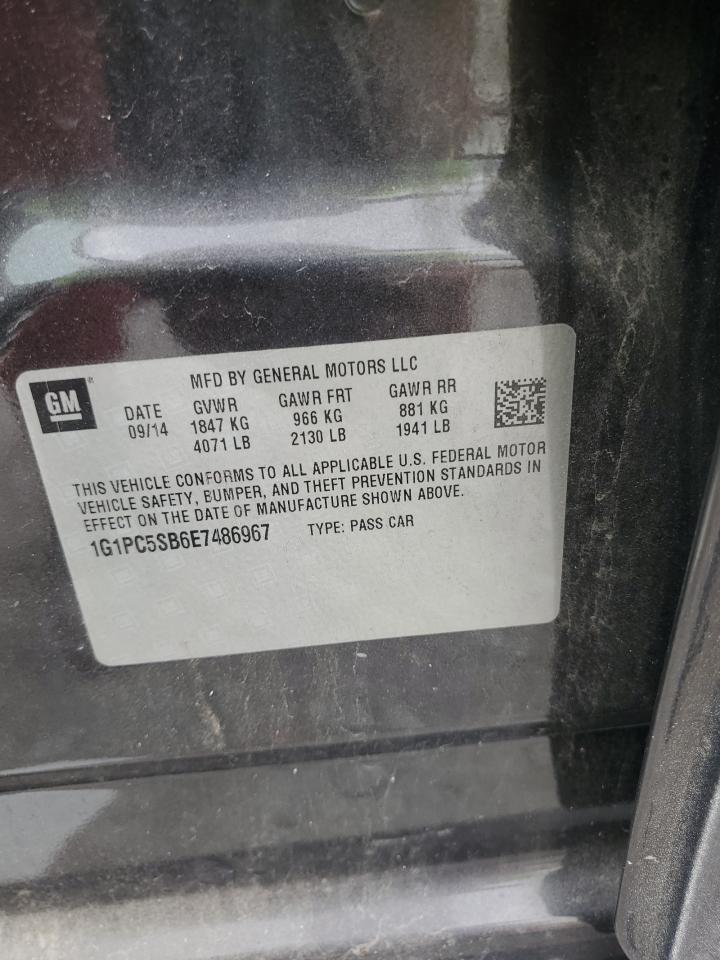 GM
MFD BY GENERAL MOTORS LLC
DATE GVWR GAWR FRT GAWR RR
09/14 1847 KG 966 KG 881 KG
4071 LB 2130 LB 1941 LB
THIS VEHICLE CONFORMS TO ALL APPLICABLE U.S. FEDERAL MOTOR
VEHICLE SAFETY, BUMPER, AND THEFT PREVENTION STANDARDS IN
EFFECT ON THE DATE OF MANUFACTURE SHOWN ABOVE.
1G1PC5SB6E7486967 TYPE: PASS CAR